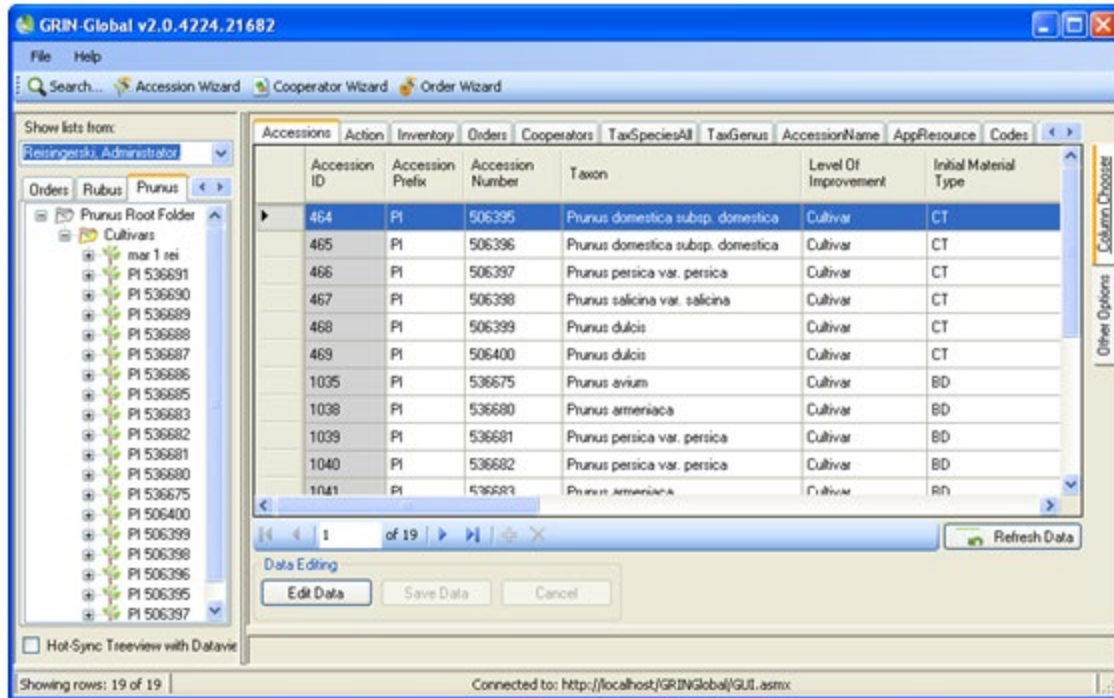 GRIN-Global v2.0.4224.21682
File Help
Search... Accession Wizard Cooperator Wizard Order Wizard
Show lists from:
Reisingerski, Administrator
Orders Rubus Prunus
Prunus Root Folder
Cultivars
mar 1 rei
PI 536691
PI 536690
PI 536689
PI 536688
PI 536687
PI 536686
PI 536685
PI 536683
PI 536682
PI 536681
PI 536680
PI 536675
PI 506400
PI 506399
PI 506398
PI 506396
PI 506395
PI 506397
Hot-Sync Treeview with Datavie
Accessions Action Inventory Orders Cooperators TaxSpeciesAll TaxGenus AccessionName AppResource Codes
Accession ID Accession Prefix Accession Number Taxon Level Of Improvement Initial Material Type
464 PI 506395 Prunus domestica subsp. domestica Cultivar CT
465 PI 506396 Prunus domestica subsp. domestica Cultivar CT
466 PI 506397 Prunus persica var. persica Cultivar CT
467 PI 506398 Prunus salicina var. salicina Cultivar CT
468 PI 506399 Prunus dulcis Cultivar CT
469 PI 506400 Prunus dulcis Cultivar CT
1035 PI 536675 Prunus avium Cultivar BD
1038 PI 536680 Prunus armeniaca Cultivar BD
1039 PI 536681 Prunus persica var. persica Cultivar BD
1040 PI 536682 Prunus persica var. persica Cultivar BD
1041 PI 536683 Prunus armeniaca Cultivar BD
1 of 19
Refresh Data
Data Editing
Edit Data Save Data Cancel
Column Chooser
Other Options
Showing rows: 19 of 19
Connected to: http://localhost/GRINGlobal/GUI.asmx